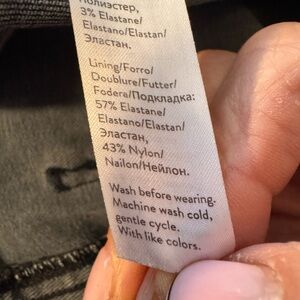 Полиэстер,
3% Elastane/
Elastano/Elastan/
Эластан.
Lining/Forro/
Doublure/Futter/
Fodera/Подкладка:
57% Elastane/
Elastano/Elastan/
Эластан,
43% Nylon/
Nailon/Нейлон.
Wash before wearing.
Machine wash cold,
gentle cycle.
With like colors.